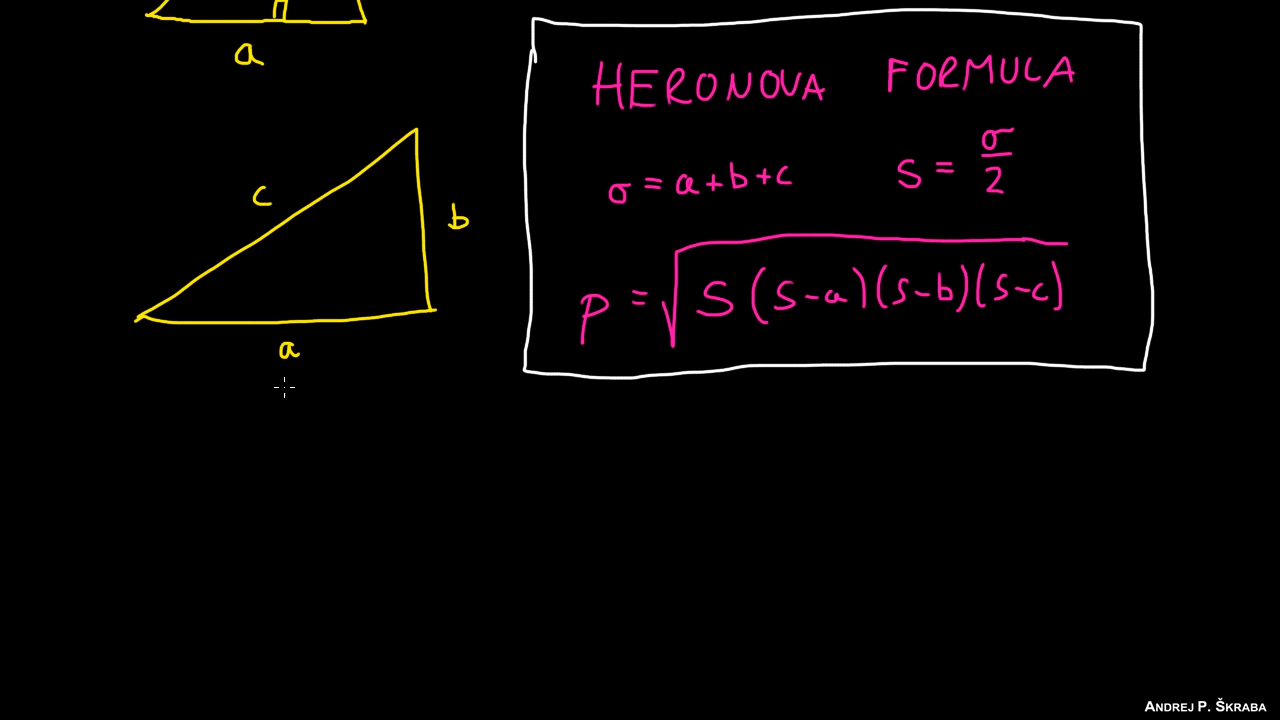 a
c
b
a
HERONOVA FORMULA
σ = a+b+c s = σ/2
p = √s(s-a)(s-b)(s-c)
ANDREJ P. ŠKRABA